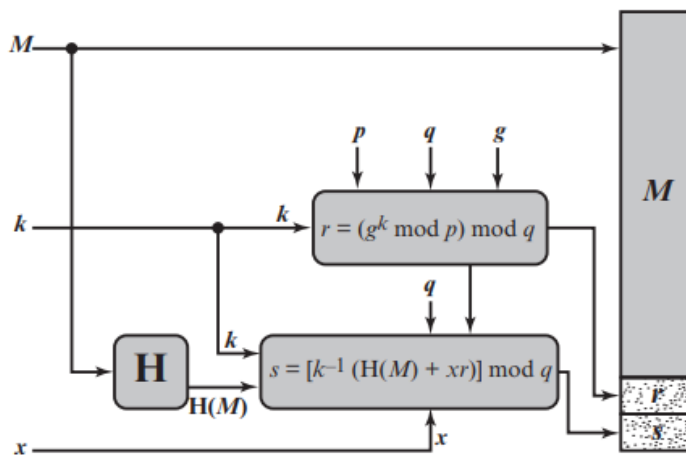 M
p q g
M
k
k
r = (g^k mod p) mod q
q
k
H
s = [k^–1 (H(M) + xr)] mod q
r
H(M)
s
x
x